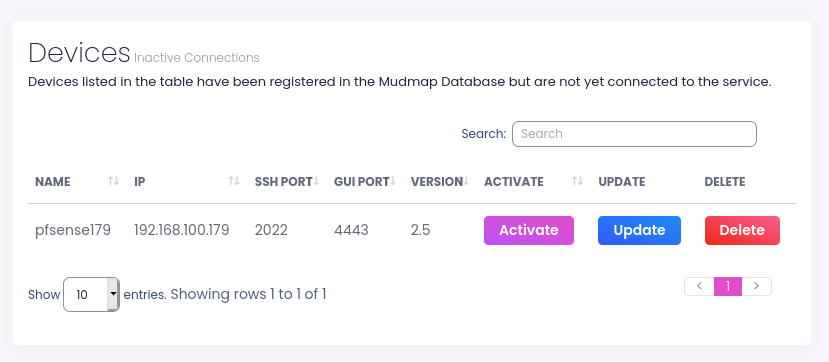 Devices Inactive Connections
Devices listed in the table have been registered in the Mudmap Database but are not yet connected to the service.
Search: Search
NAME IP SSH PORT GUI PORT VERSION ACTIVATE UPDATE DELETE
pfsense179 192.168.100.179 2022 4443 2.5 Activate Update Delete
Show 10 entries. Showing rows 1 to 1 of 1 < 1 >